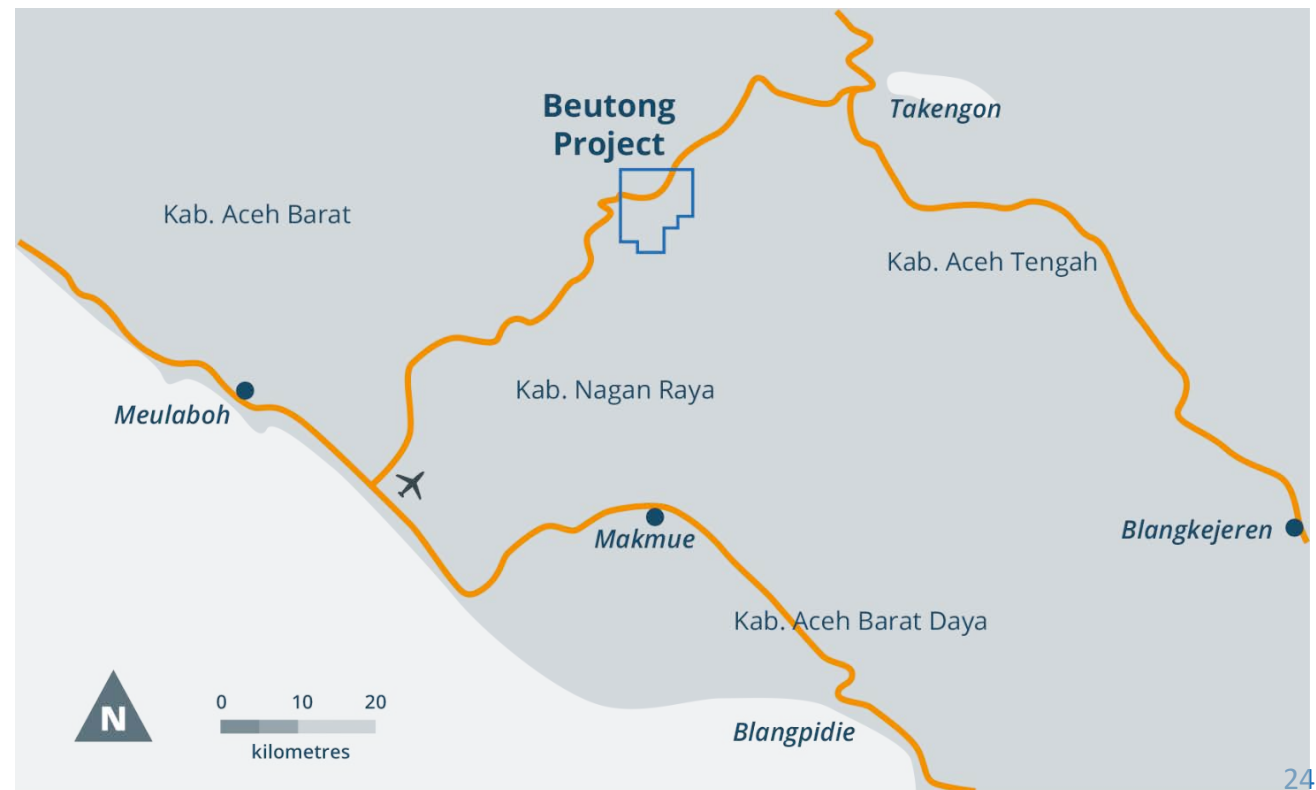 Beutong
Project
Takengon
Kab. Aceh Barat
Kab. Aceh Tengah
Kab. Nagan Raya
Meulaboh
Makmue
Blangkejeren
Kab. Aceh Barat Daya
Blangpidie
N
0 10 20
kilometres
24